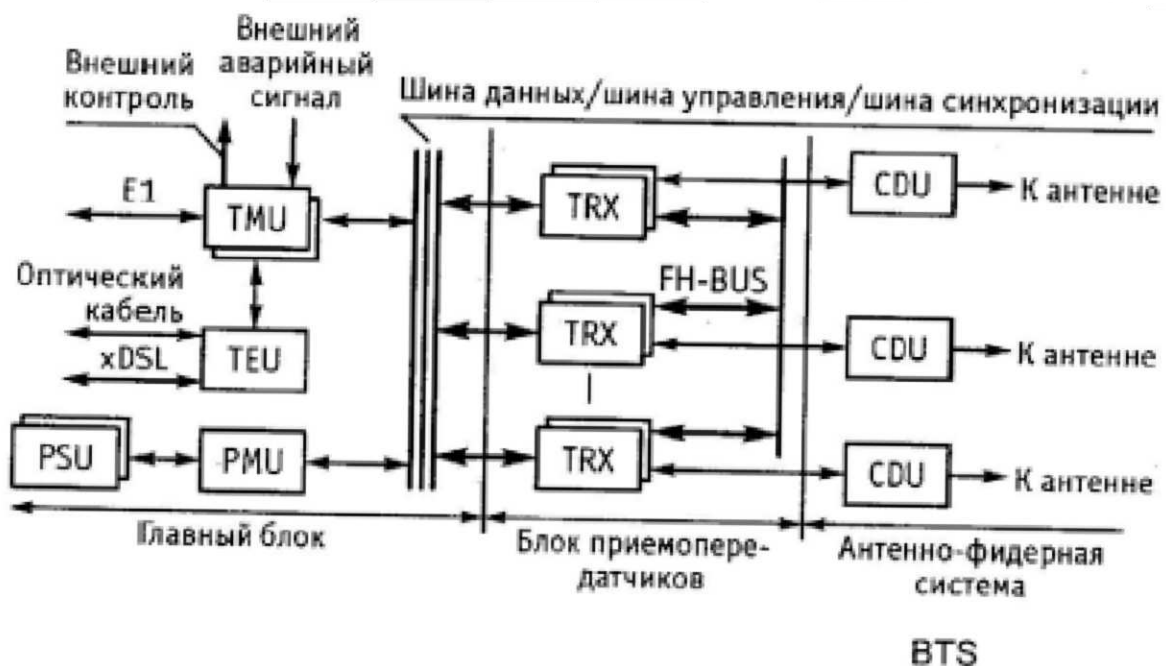 Внешний
контроль
Внешний
аварийный
сигнал
Шина данных/шина управления/шина синхронизации
E1
TMU
Оптический
кабель
xDSL
TEU
PSU
PMU
TRX
FH-BUS
TRX
TRX
CDU
К антенне
CDU
К антенне
CDU
К антенне
Главный блок
Блок приемопере-
датчиков
Антенно-фидерная
система
BTS